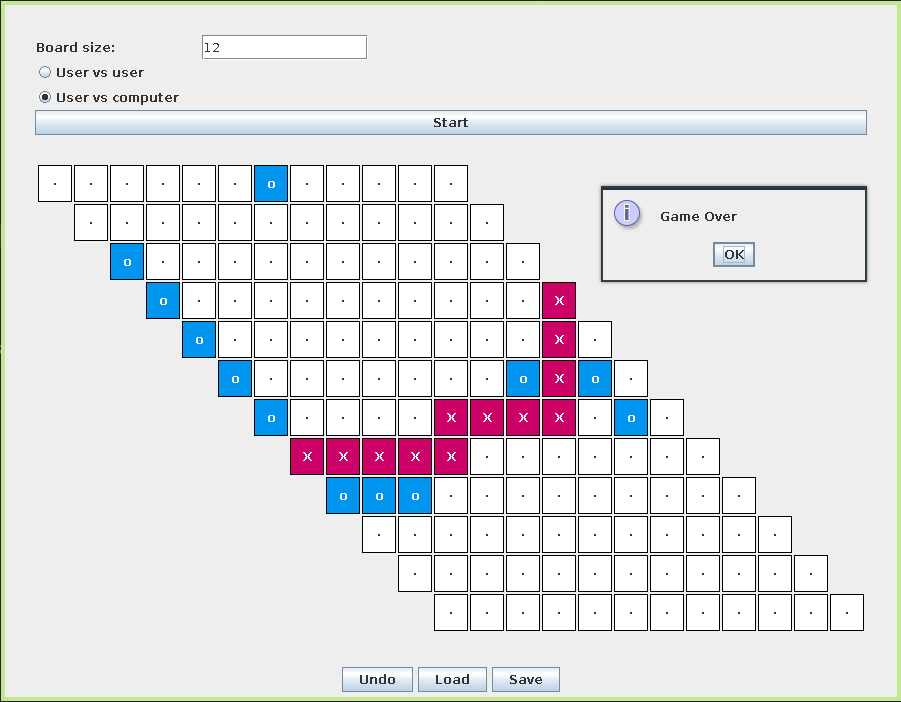 Board size: 12
User vs user
User vs computer
Start
· · · · · · o · · · · ·
· · · · · · · · · · · ·
Game Over
o · · · · · · · · · · ·
OK
o · · · · · · · · · · X
o · · · · · · · · · X ·
o · · · · · · · o X o ·
o · · · · X X X X · o ·
X X X X X · · · · · · ·
o o o · · · · · · · · ·
· · · · · · · · · · · ·
· · · · · · · · · · · ·
· · · · · · · · · · · ·
Undo Load Save